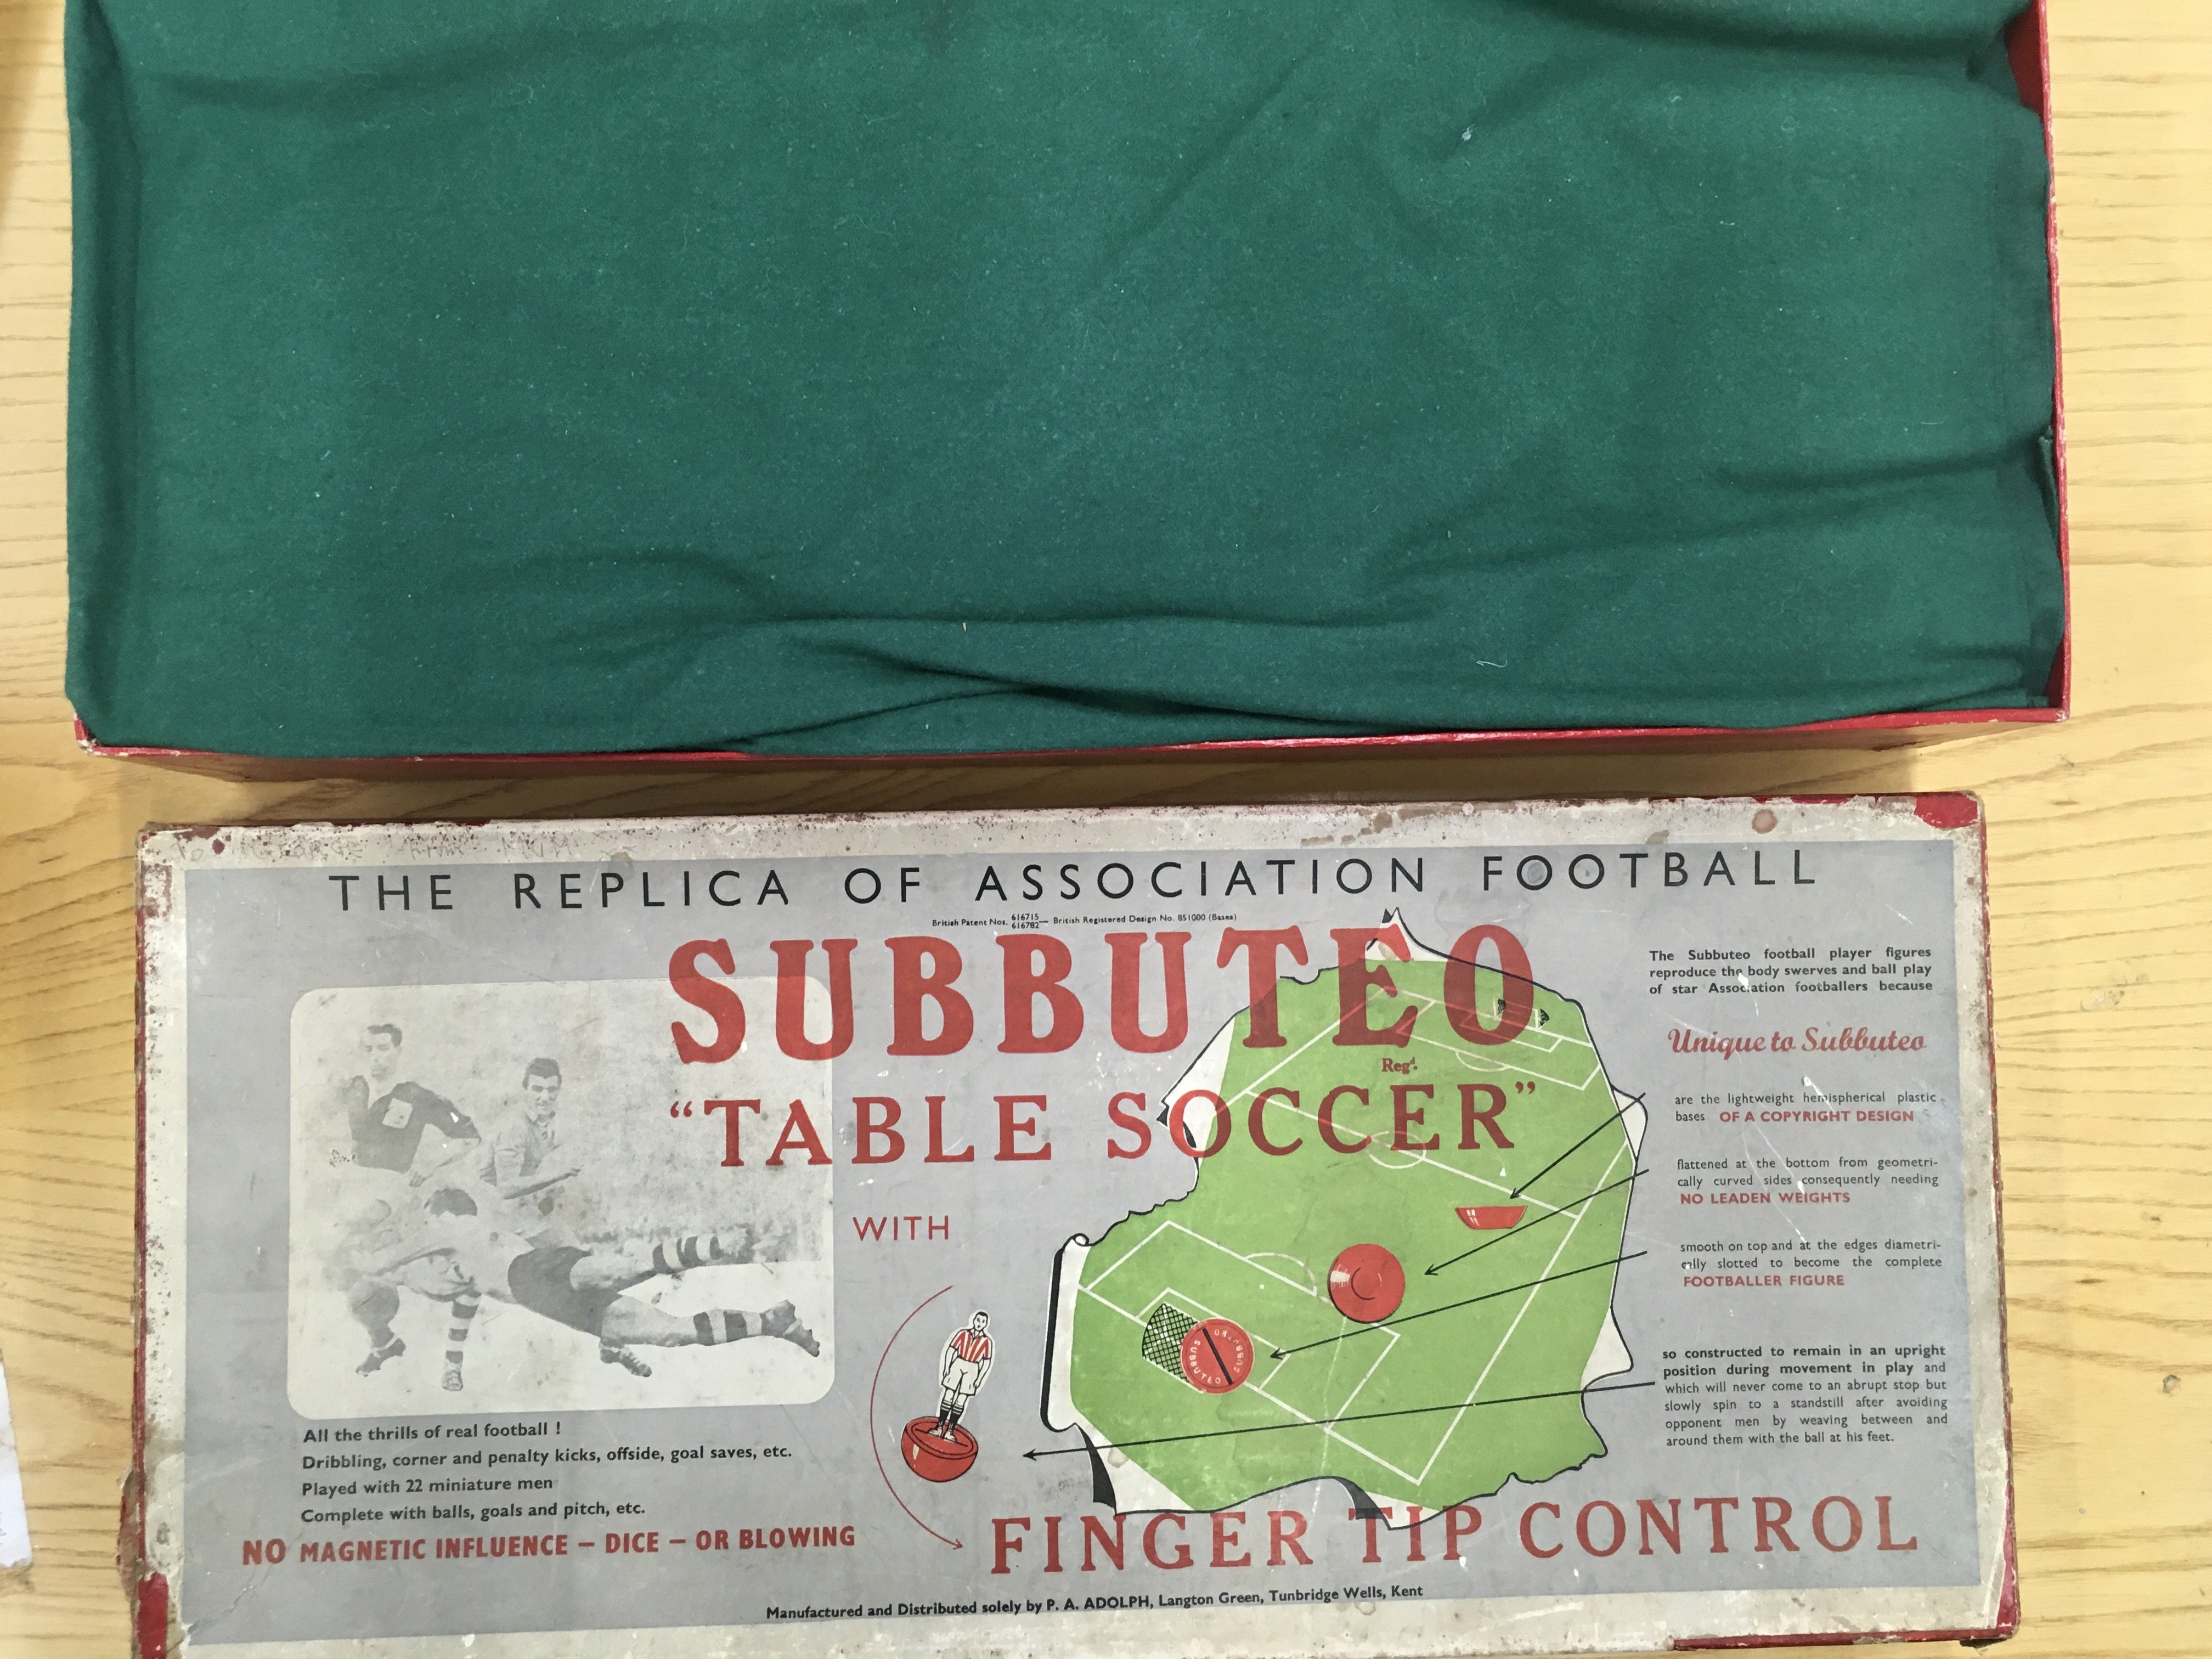 THE REPLICA OF ASSOCIATION FOOTBALL
British Patent Nos. 616715 616782 — British Registered Design No. 851000 (Bases)
SUBBUTEO
Regd.
“TABLE SOCCER”
WITH
All the thrills of real football !
Dribbling, corner and penalty kicks, offside, goal saves, etc.
Played with 22 miniature men
Complete with balls, goals and pitch, etc.
NO MAGNETIC INFLUENCE – DICE – OR BLOWING
SUBBUTEO SUBBUTEO
The Subbuteo football player figures
reproduce the body swerves and ball play
of star Association footballers because
Unique to Subbuteo
are the lightweight hemispherical plastic
bases OF A COPYRIGHT DESIGN
flattened at the bottom from geometri-
cally curved sides consequently needing
NO LEADEN WEIGHTS
smooth on top and at the edges diametri-
cally slotted to become the complete
FOOTBALLER FIGURE
so constructed to remain in an upright
position during movement in play and
which will never come to an abrupt stop but
slowly spin to a standstill after avoiding
opponent men by weaving between and
around them with the ball at his feet.
FINGER TIP CONTROL
Manufactured and Distributed solely by P. A. ADOLPH, Langton Green, Tunbridge Wells, Kent